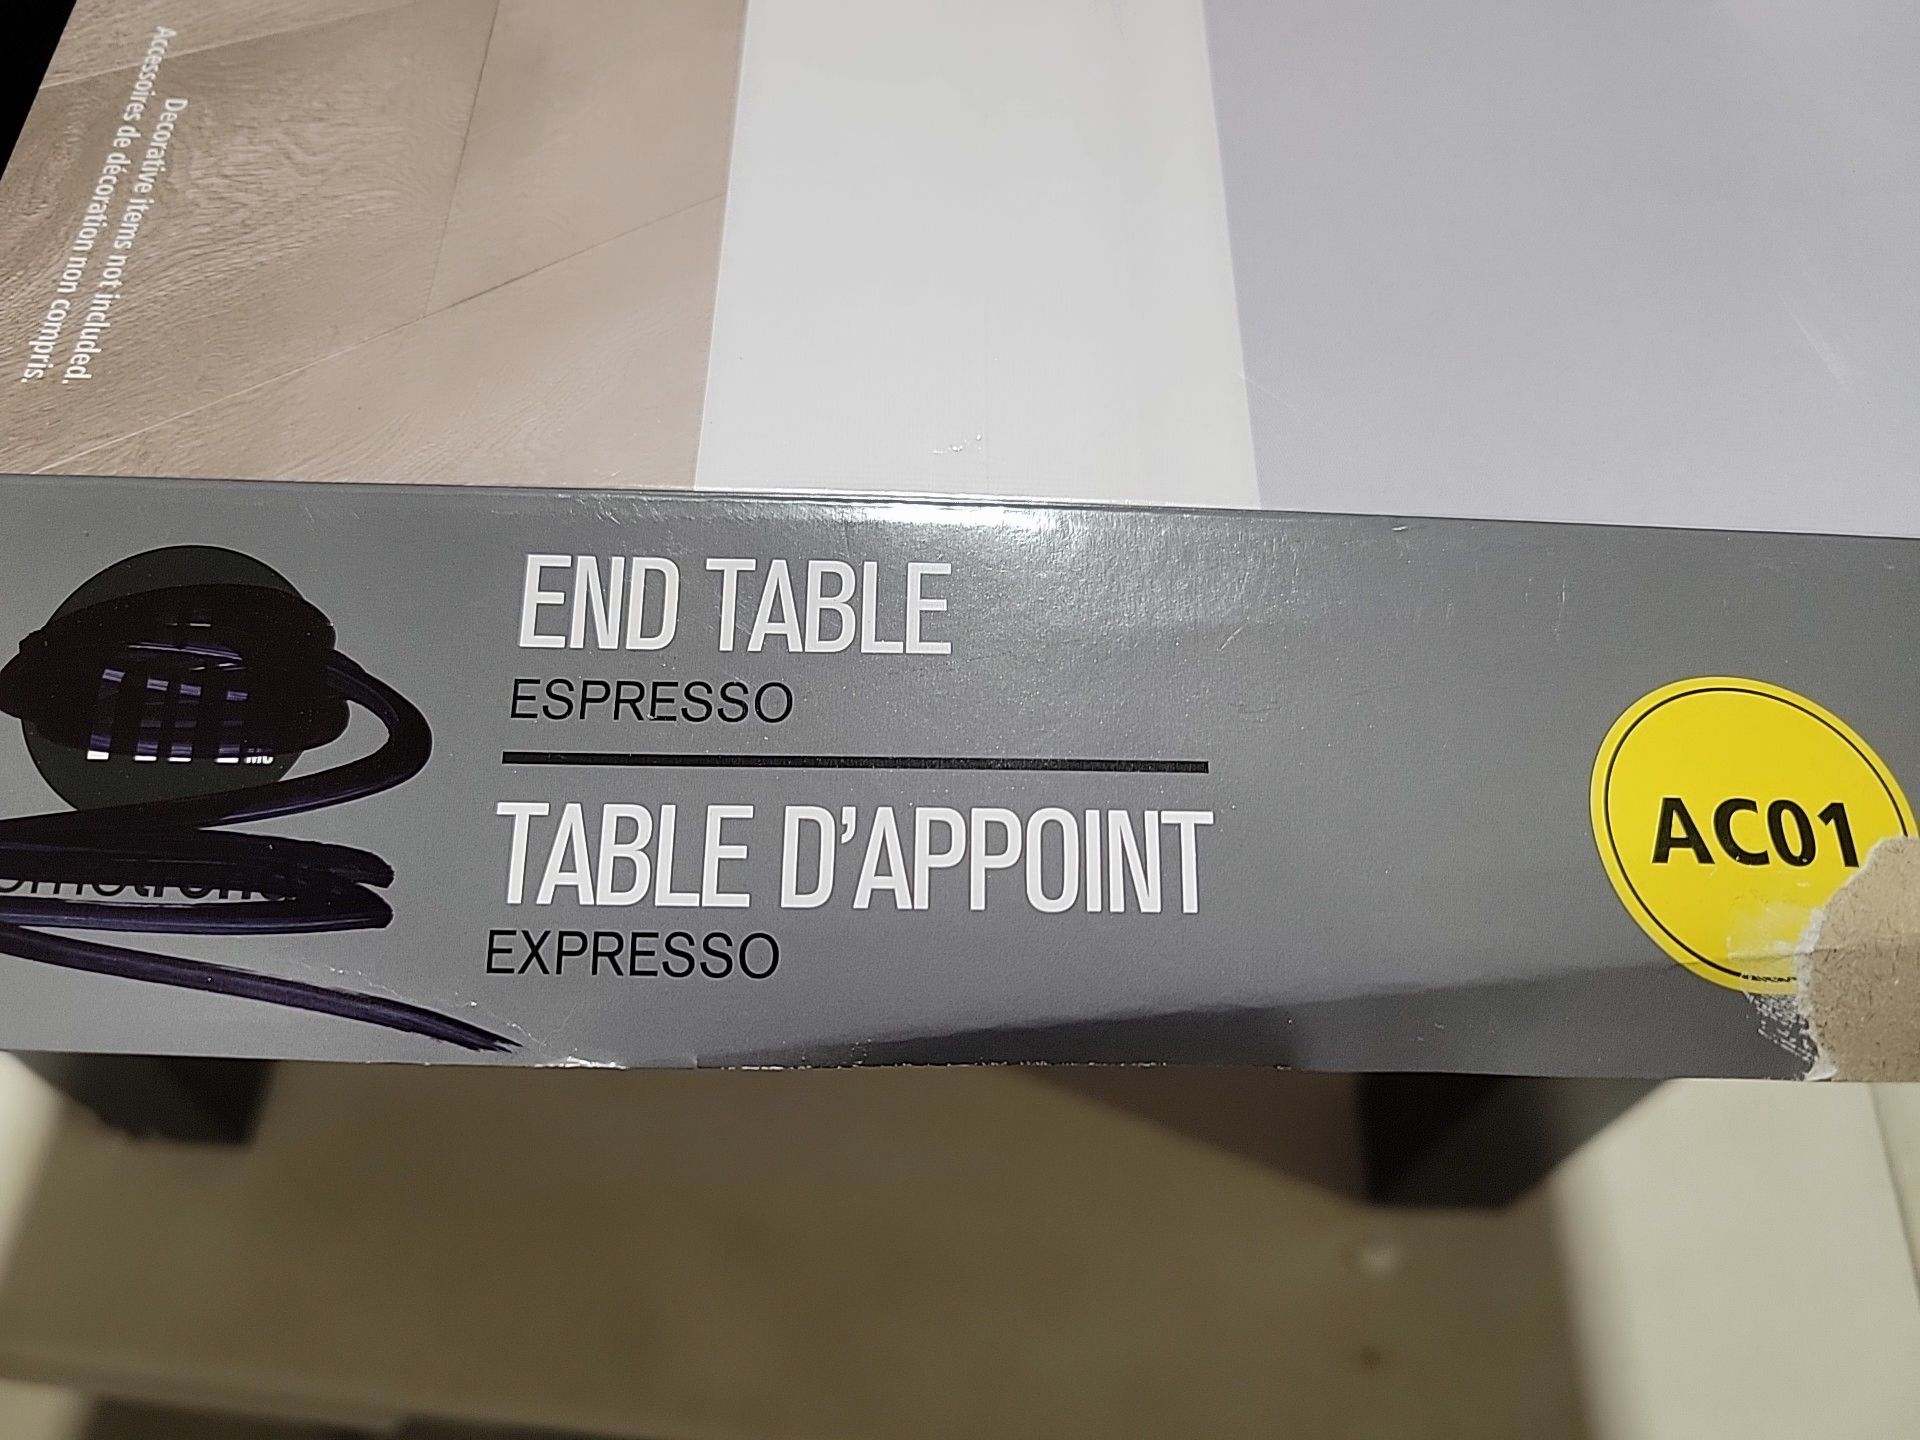 Decorative items not included.
Accessoires de décoration non compris.
END TABLE
ESPRESSO
TABLE D'APPOINT
EXPRESSO
AC01